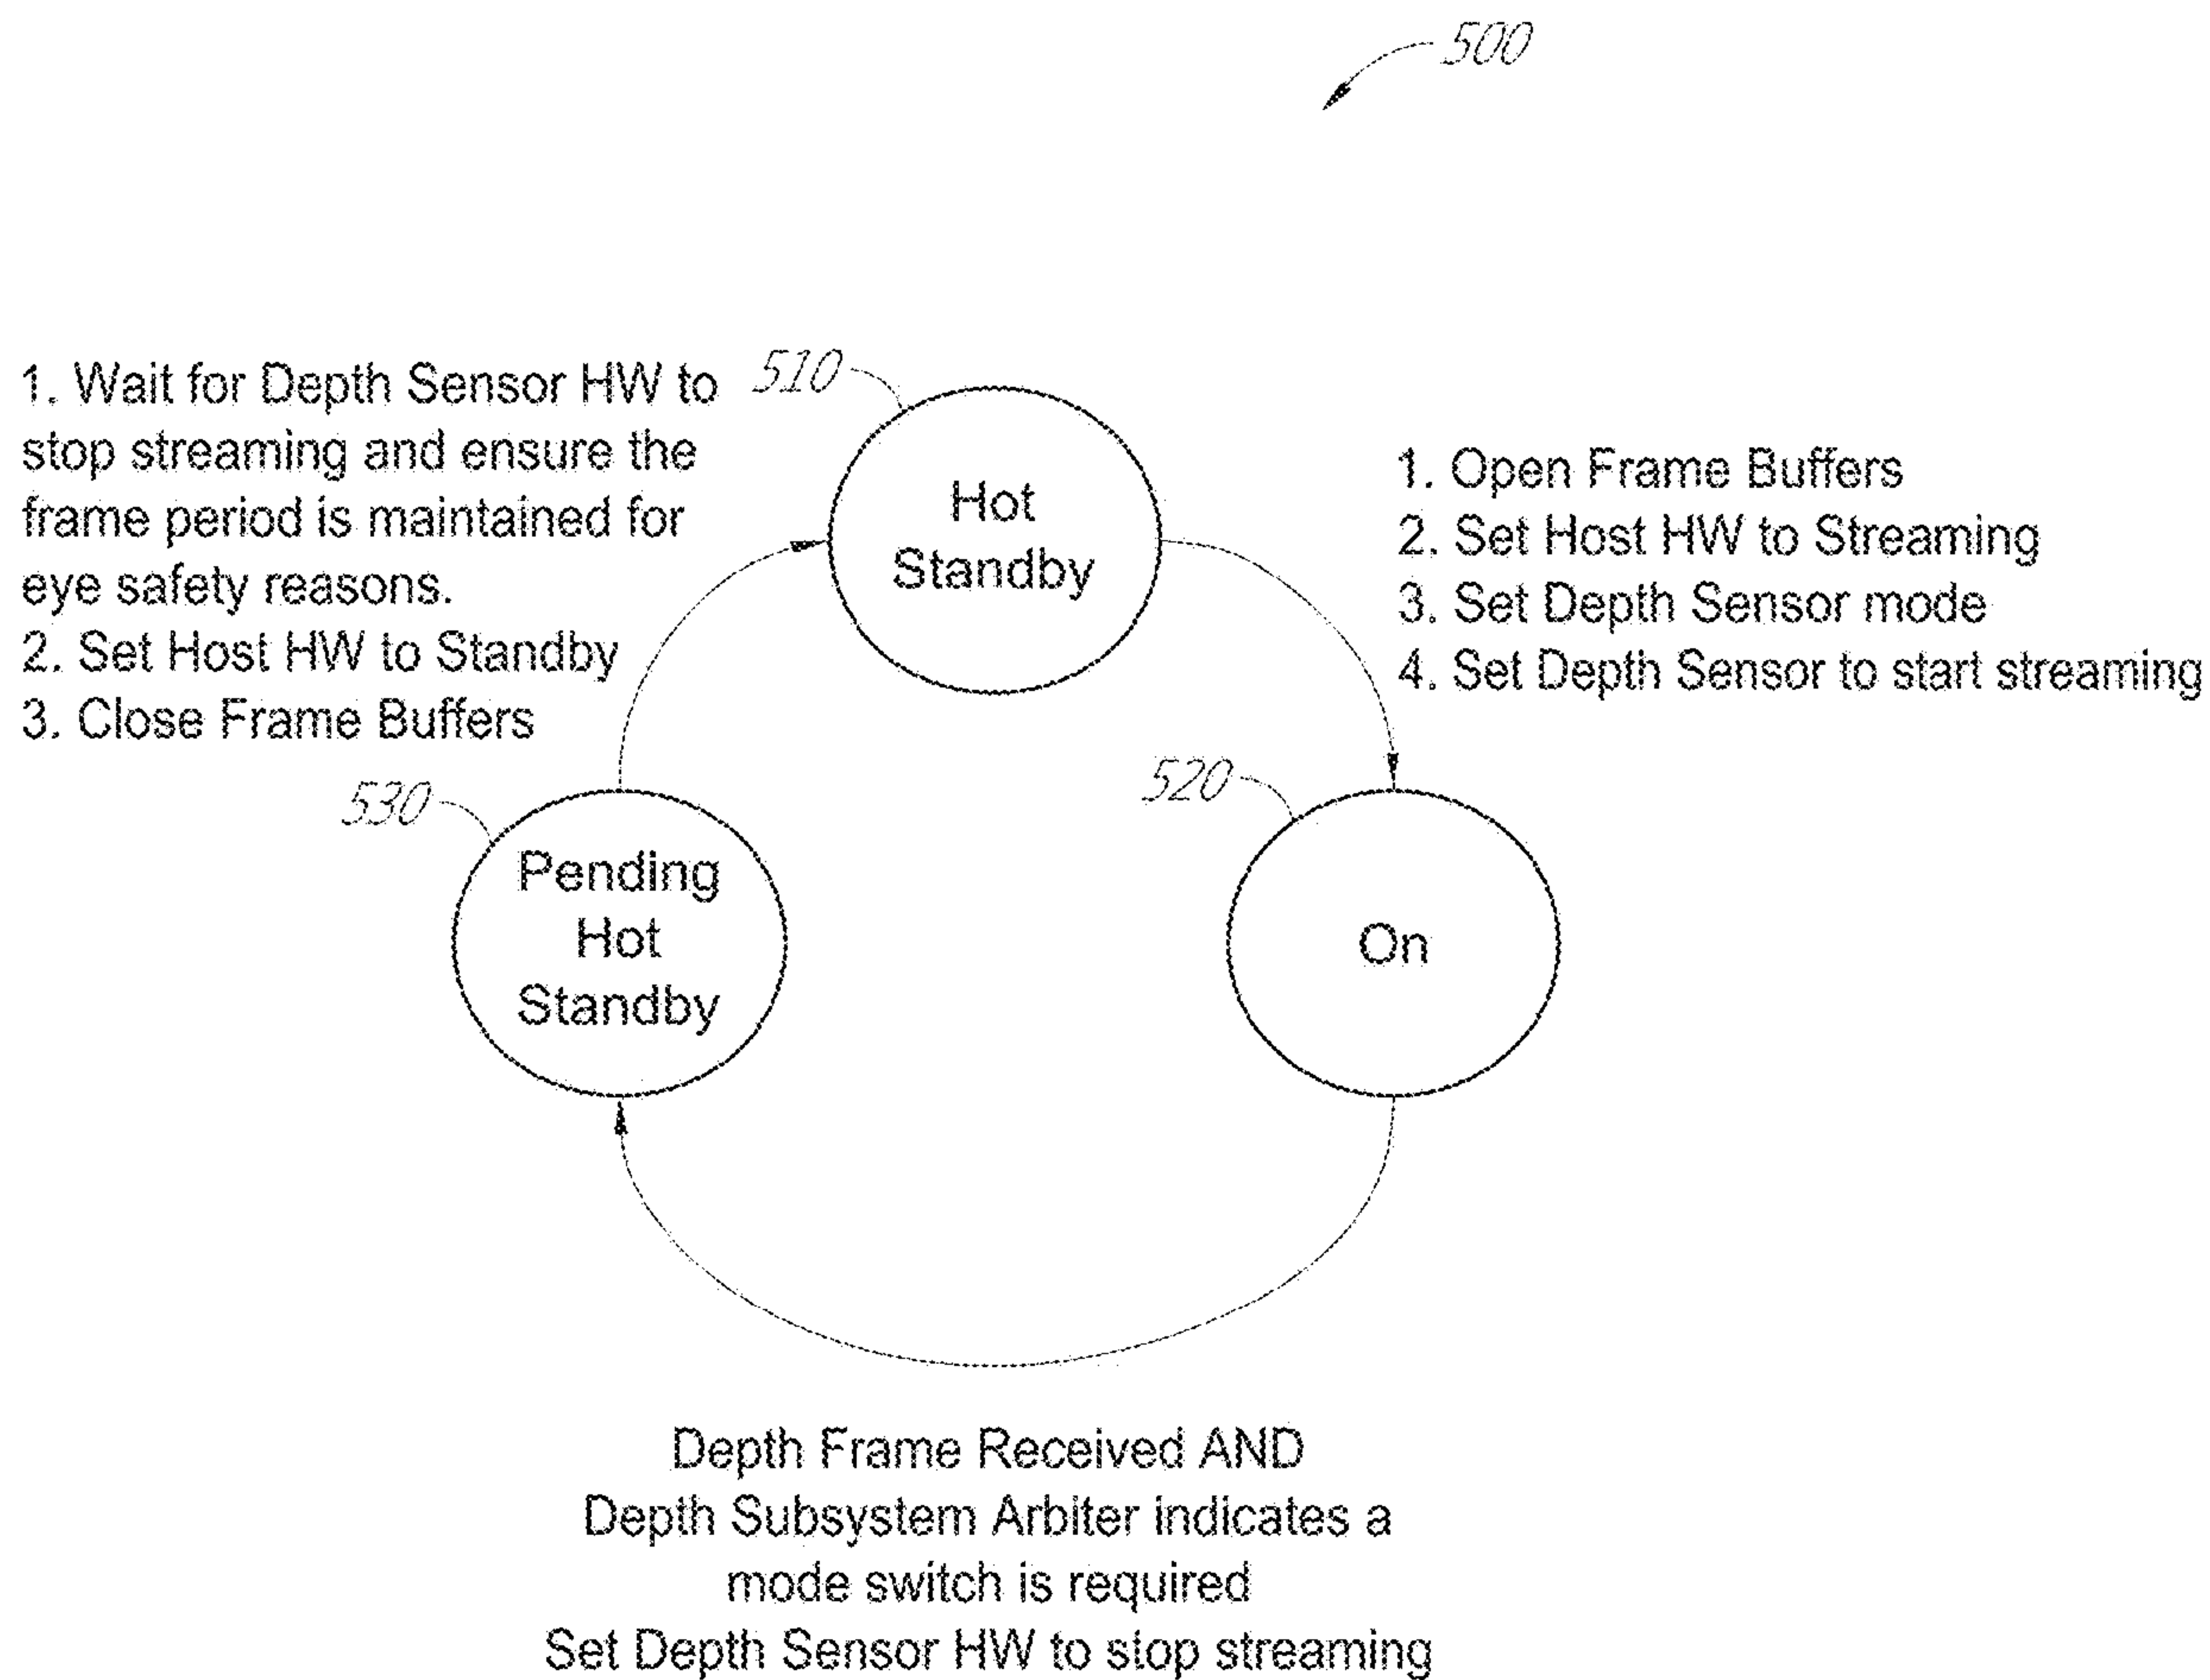 500
1. Wait for Depth Sensor HW to
stop streaming and ensure the
frame period is maintained for
eye safety reasons.
2. Set Host HW to Standby
3. Close Frame Buffers
510
Hot
Standby
1. Open Frame Buffers
2. Set Host HW to Streaming
3. Set Depth Sensor mode
4. Set Depth Sensor to start streaming
530
Pending
Hot
Standby
520
On
Depth Frame Received AND
Depth Subsystem Arbiter indicates a
mode switch is required
Set Depth Sensor HW to stop streaming